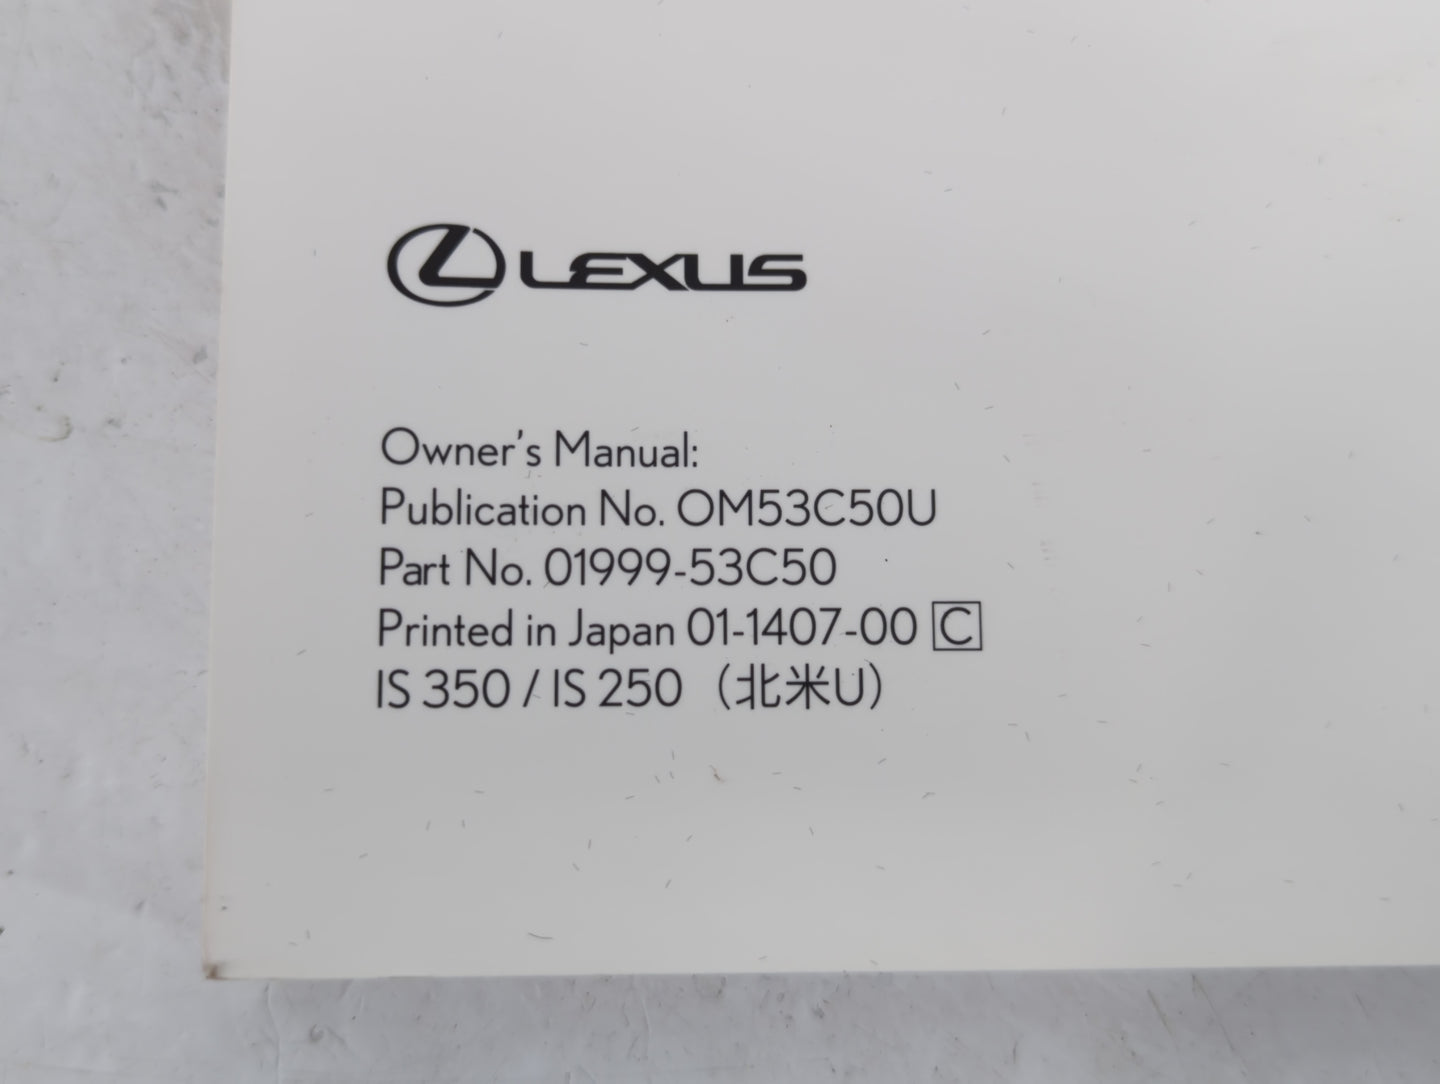 LEXUS
Owner's Manual:
Publication No. OM53C50U
Part No. 01999-53C50
Printed in Japan 01-1407-00 C
IS 350 / IS 250 （北米U）